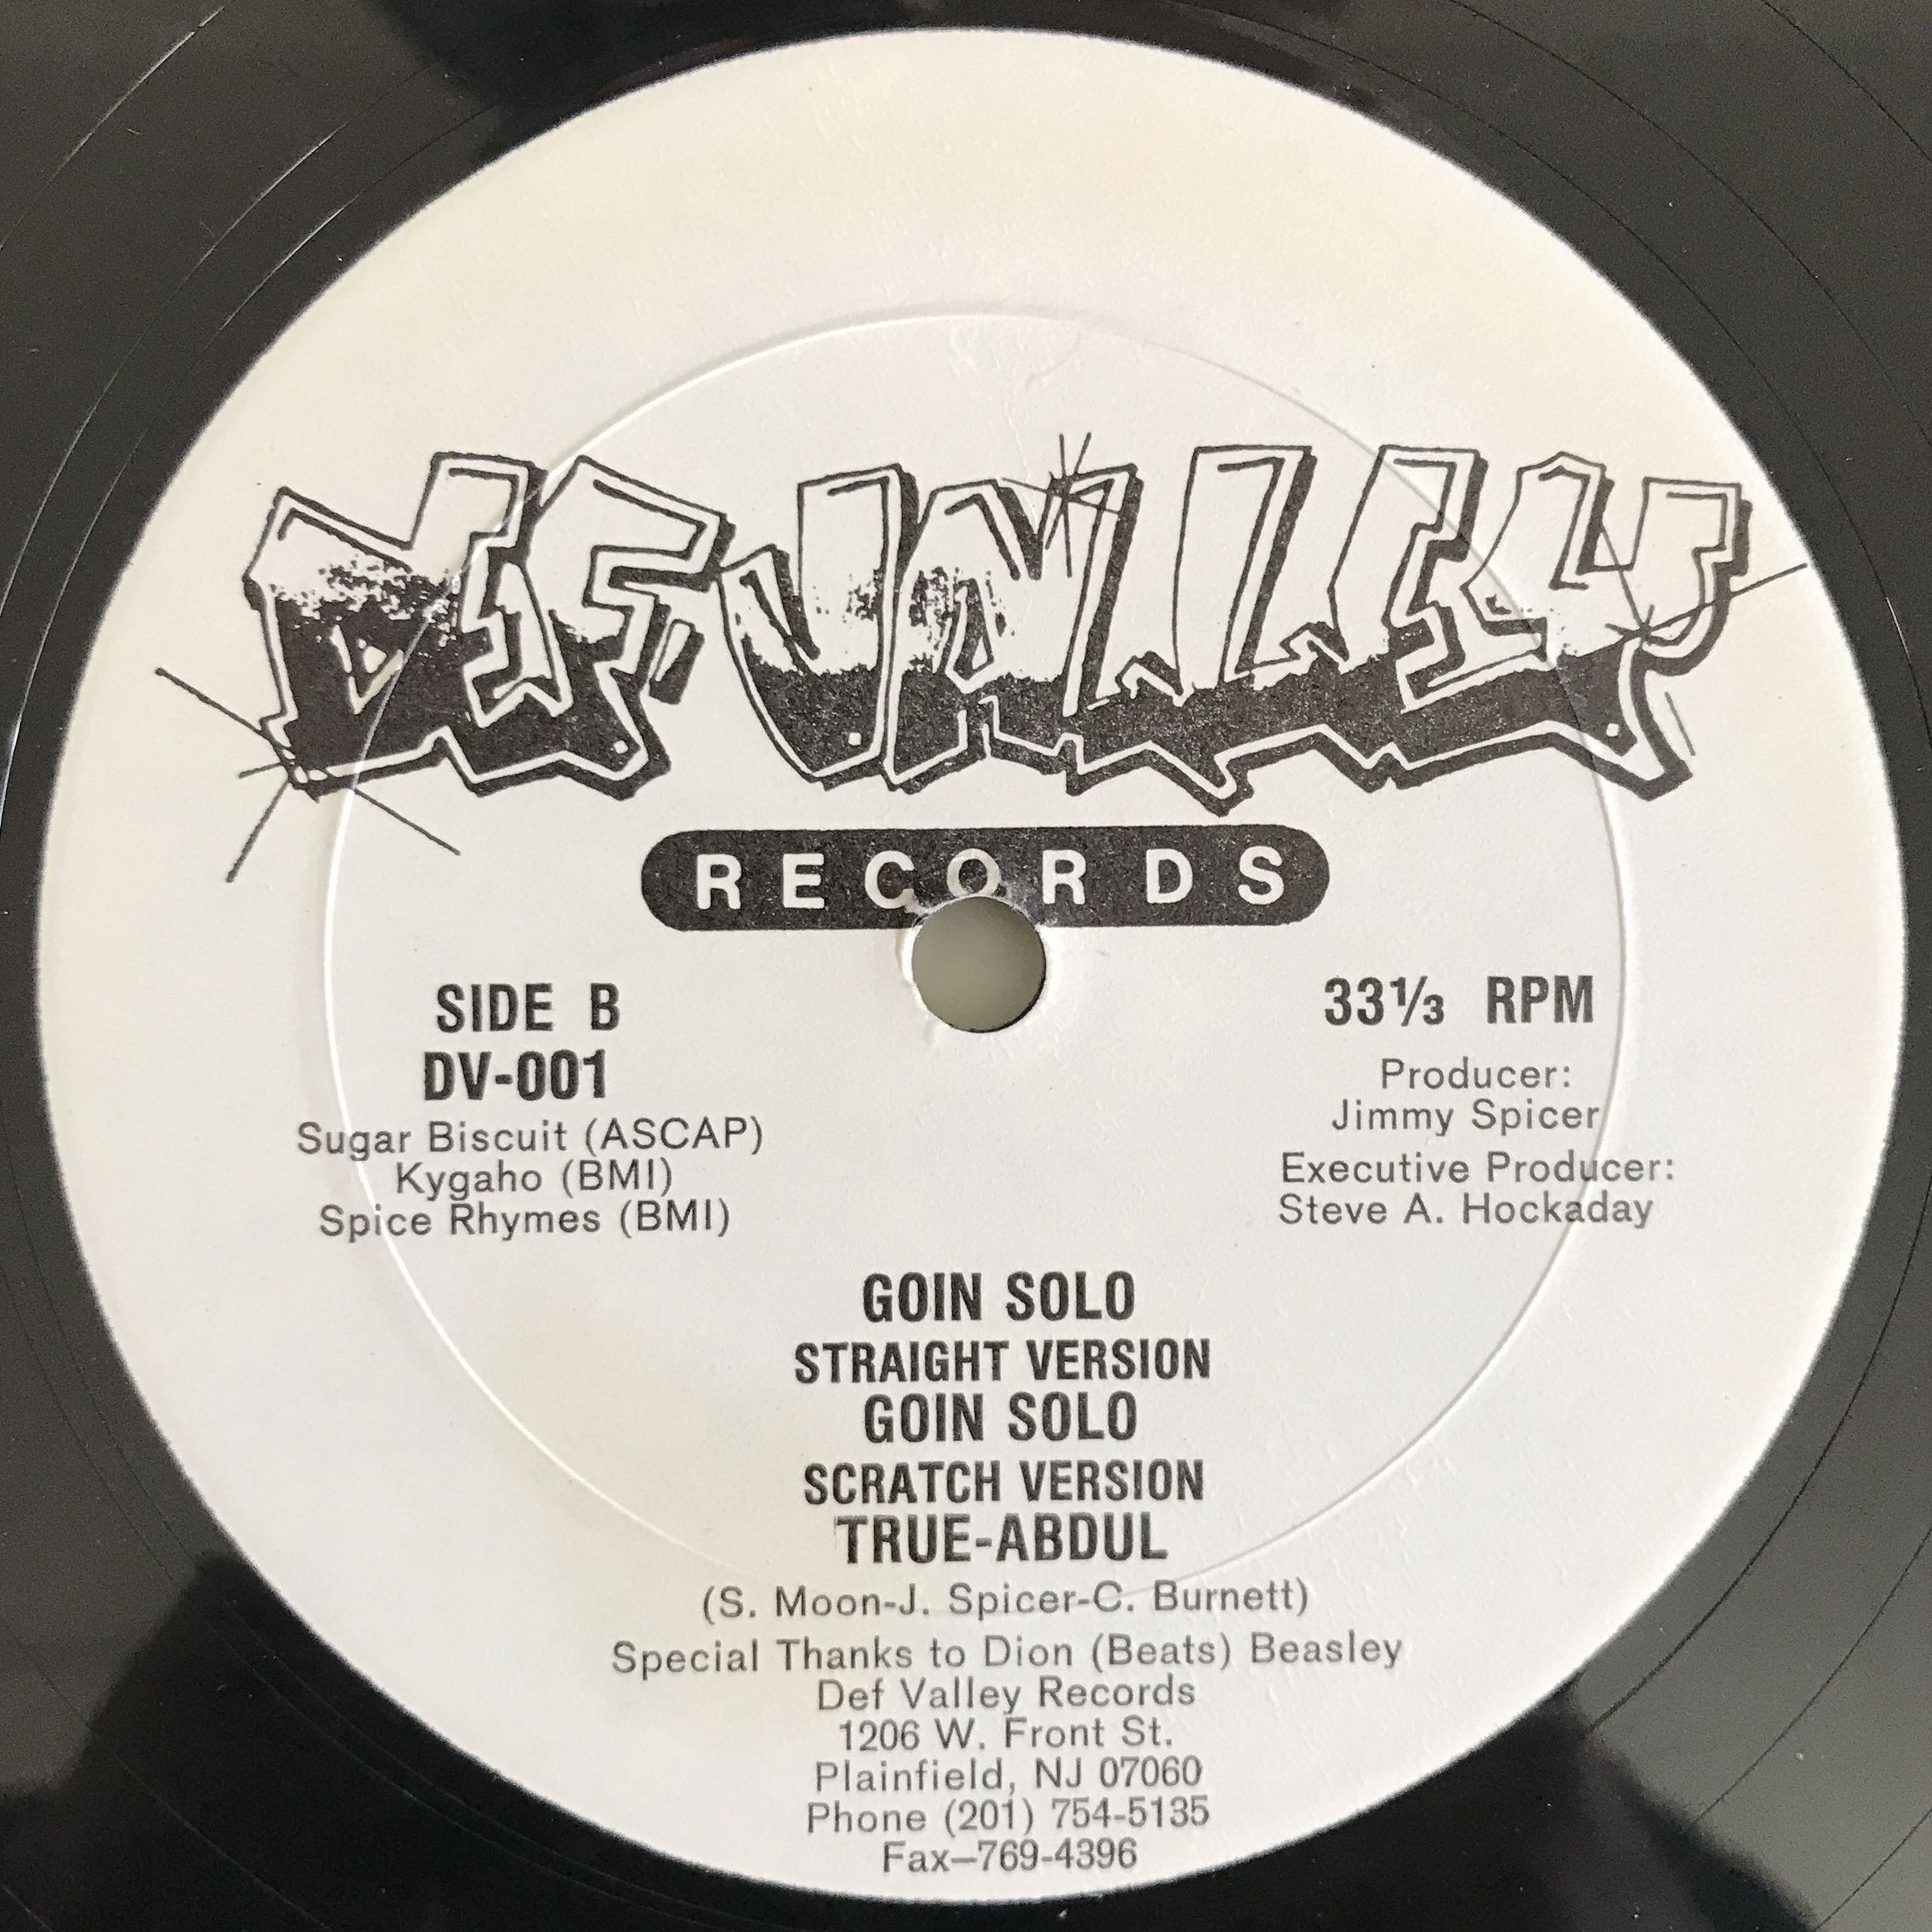 DEF VALLEY
RECORDS
SIDE B
DV-001
Sugar Biscuit (ASCAP)
Kygaho (BMI)
Spice Rhymes (BMI)
33⅓ RPM
Producer:
Jimmy Spicer
Executive Producer:
Steve A. Hockaday
GOIN SOLO
STRAIGHT VERSION
GOIN SOLO
SCRATCH VERSION
TRUE-ABDUL
(S. Moon-J. Spicer-C. Burnett)
Special Thanks to Dion (Beats) Beasley
Def Valley Records
1206 W. Front St.
Plainfield, NJ 07060
Phone (201) 754-5135
Fax–769-4396